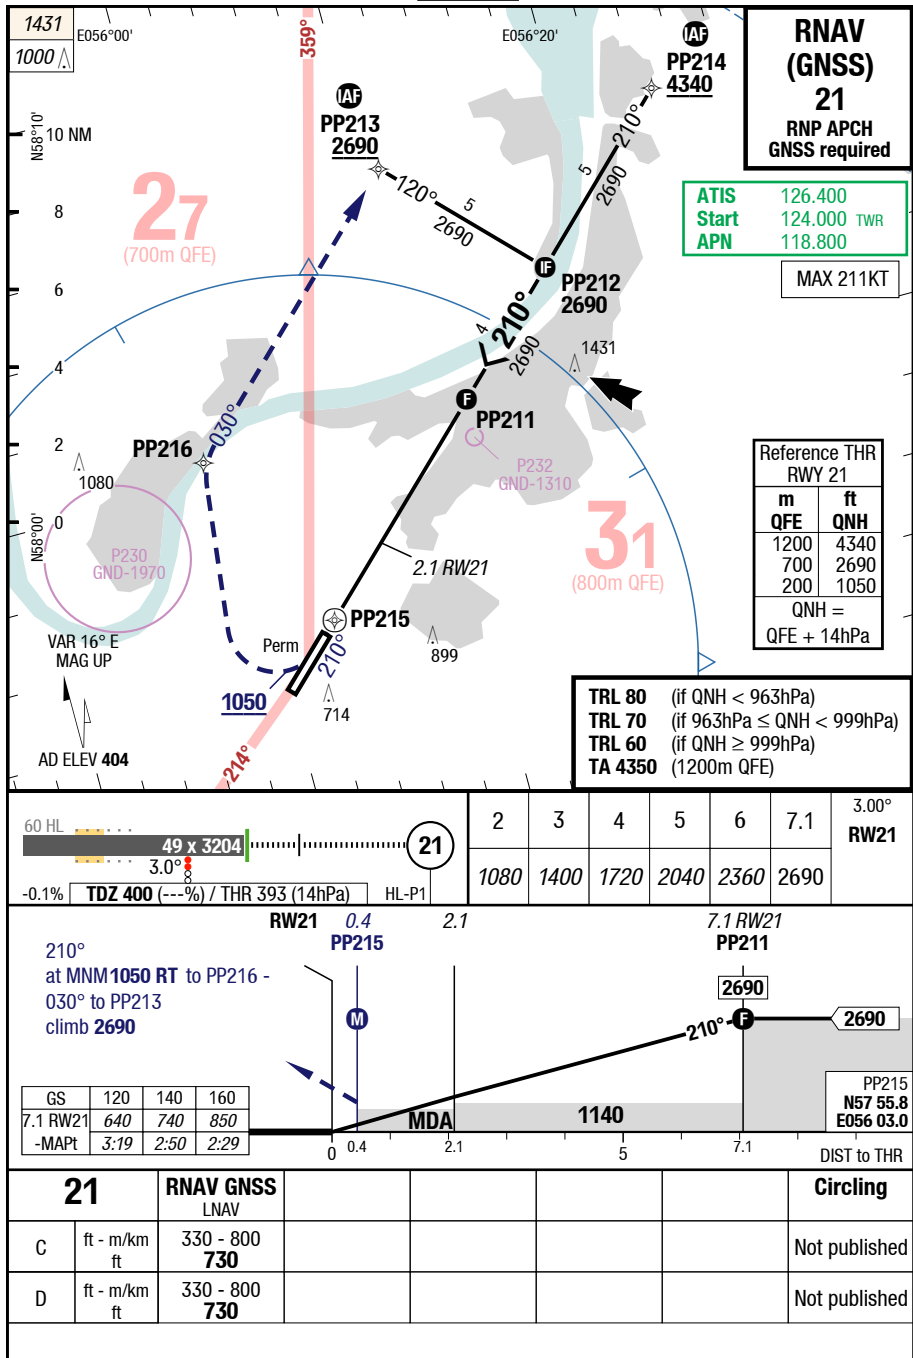 1431
1000
E056°00'
359°
E056°20'
IAF
PP214
4340
IAF
PP213
2690
N58°10'
10 NM
RNAV
(GNSS)
21
RNP APCH
GNSS required
210°
5
2690
120°
5
2690
27
(700m QFE)
8
ATIS 126.400
Start 124.000 TWR
APN 118.800
MAX 211KT
6
IF
PP212
2690
210°
4
2690
1431
4
F
PP211
030°
2
PP216
1080
P232
GND-1310
Reference THR
RWY 21
m ft
QFE QNH
1200 4340
700 2690
200 1050
QNH =
QFE + 14hPa
0
N58°00'
P230
GND-1970
31
(800m QFE)
2.1 RW21
PP215
VAR 16° E
MAG UP
Perm
210°
899
1050
714
214°
AD ELEV 404
TRL 80 (if QNH < 963hPa)
TRL 70 (if 963hPa ≤ QNH < 999hPa)
TRL 60 (if QNH ≥ 999hPa)
TA 4350 (1200m QFE)
60 HL
49 x 3204
21
3.0°
-0.1% TDZ 400 (---%) / THR 393 (14hPa) HL-P1
2 3 4 5 6 7.1 3.00°
RW21
1080 1400 1720 2040 2360 2690
RW21 0.4 2.1 7.1 RW21
PP215 PP211
210°
at MNM 1050 RT to PP216 -
030° to PP213
climb 2690
2690
M
210°
F
2690
GS 120 140 160
7.1 RW21 640 740 850
-MAPt 3:19 2:50 2:29
MDA
1140
PP215
N57 55.8
E056 03.0
0 0.4 2.1 5 7.1 DIST to THR
21 RNAV GNSS Circling
LNAV
C ft - m/km 330 - 800 Not published
ft 730
D ft - m/km 330 - 800 Not published
ft 730